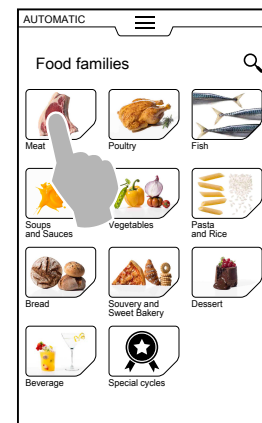 AUTOMATIC
Food families
Meat
Poultry
Fish
Soups
and Sauces
Vegetables
Pasta
and Rice
Bread
Souvery and
Sweet Bakery
Dessert
Beverage
Special cycles